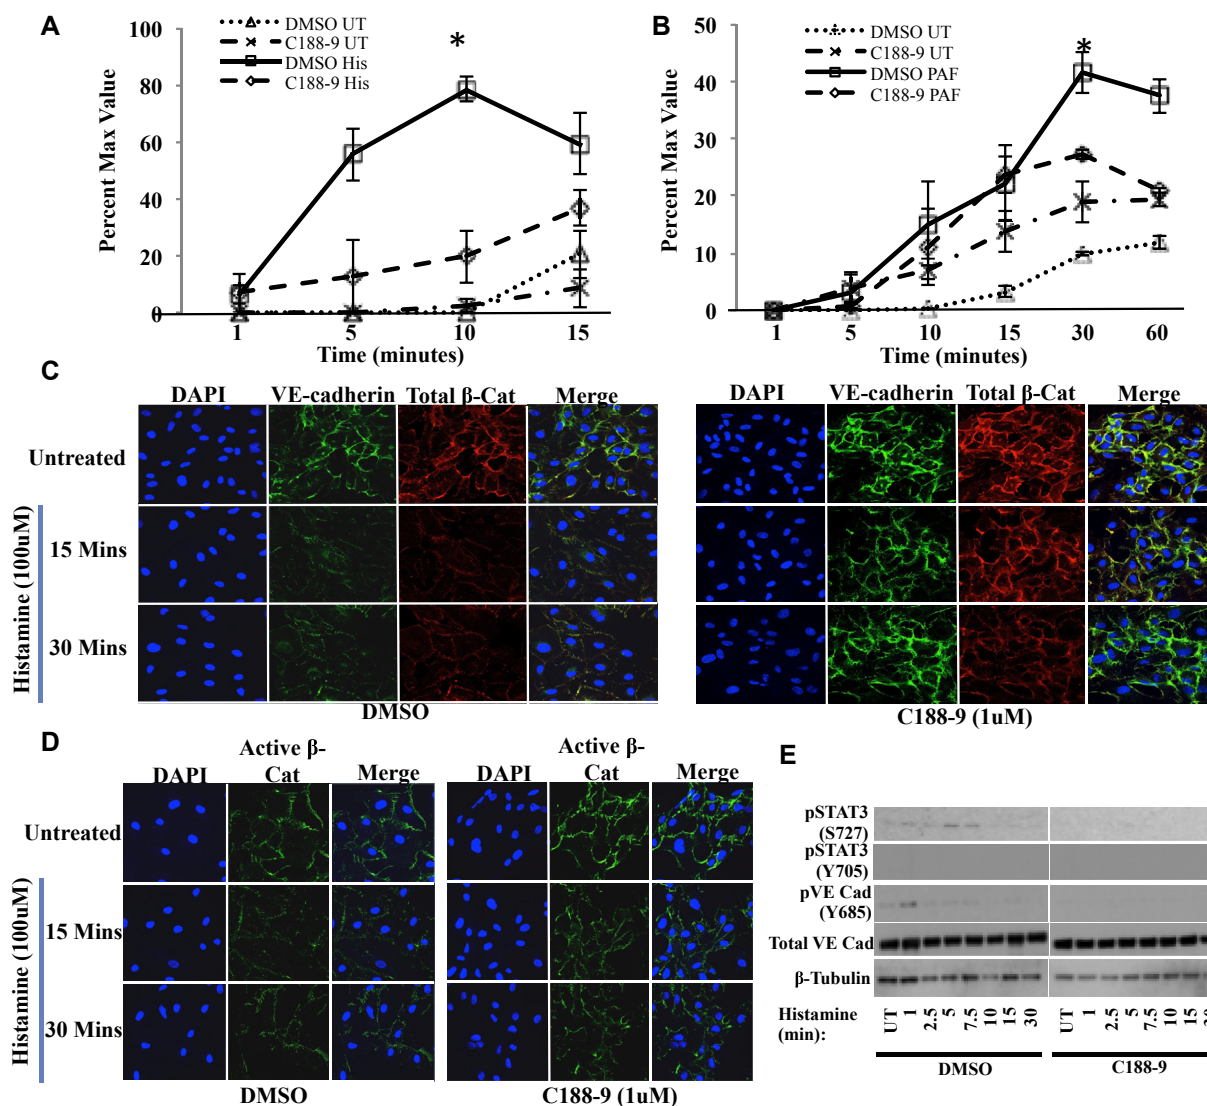 A
100
80
60
40
20
0
Percent Max Value
DMSO UT
C188-9 UT
DMSO His
C188-9 His
*
1 5 10 15
Time (minutes)
B
50
40
30
20
10
0
Percent Max Value
DMSO UT
C188-9 UT
DMSO PAF
C188-9 PAF
*
1 5 10 15 30 60
Time (minutes)
C
DAPI VE-cadherin Total β-Cat Merge
DAPI VE-cadherin Total β-Cat Merge
Untreated
Histamine (100uM)
15 Mins
30 Mins
DMSO
C188-9 (1uM)
D
Active β-
Cat
DAPI Merge
Active β-
Cat
DAPI Merge
Untreated
Histamine (100uM)
15 Mins
30 Mins
DMSO
C188-9 (1uM)
E
pSTAT3
(S727)
pSTAT3
(Y705)
pVE Cad
(Y685)
Total VE Cad
β-Tubulin
Histamine
(min):
UT 1 2.5 5 7.5 10 15 30
UT 1 2.5 5 7.5 10 15
DMSO
C188-9